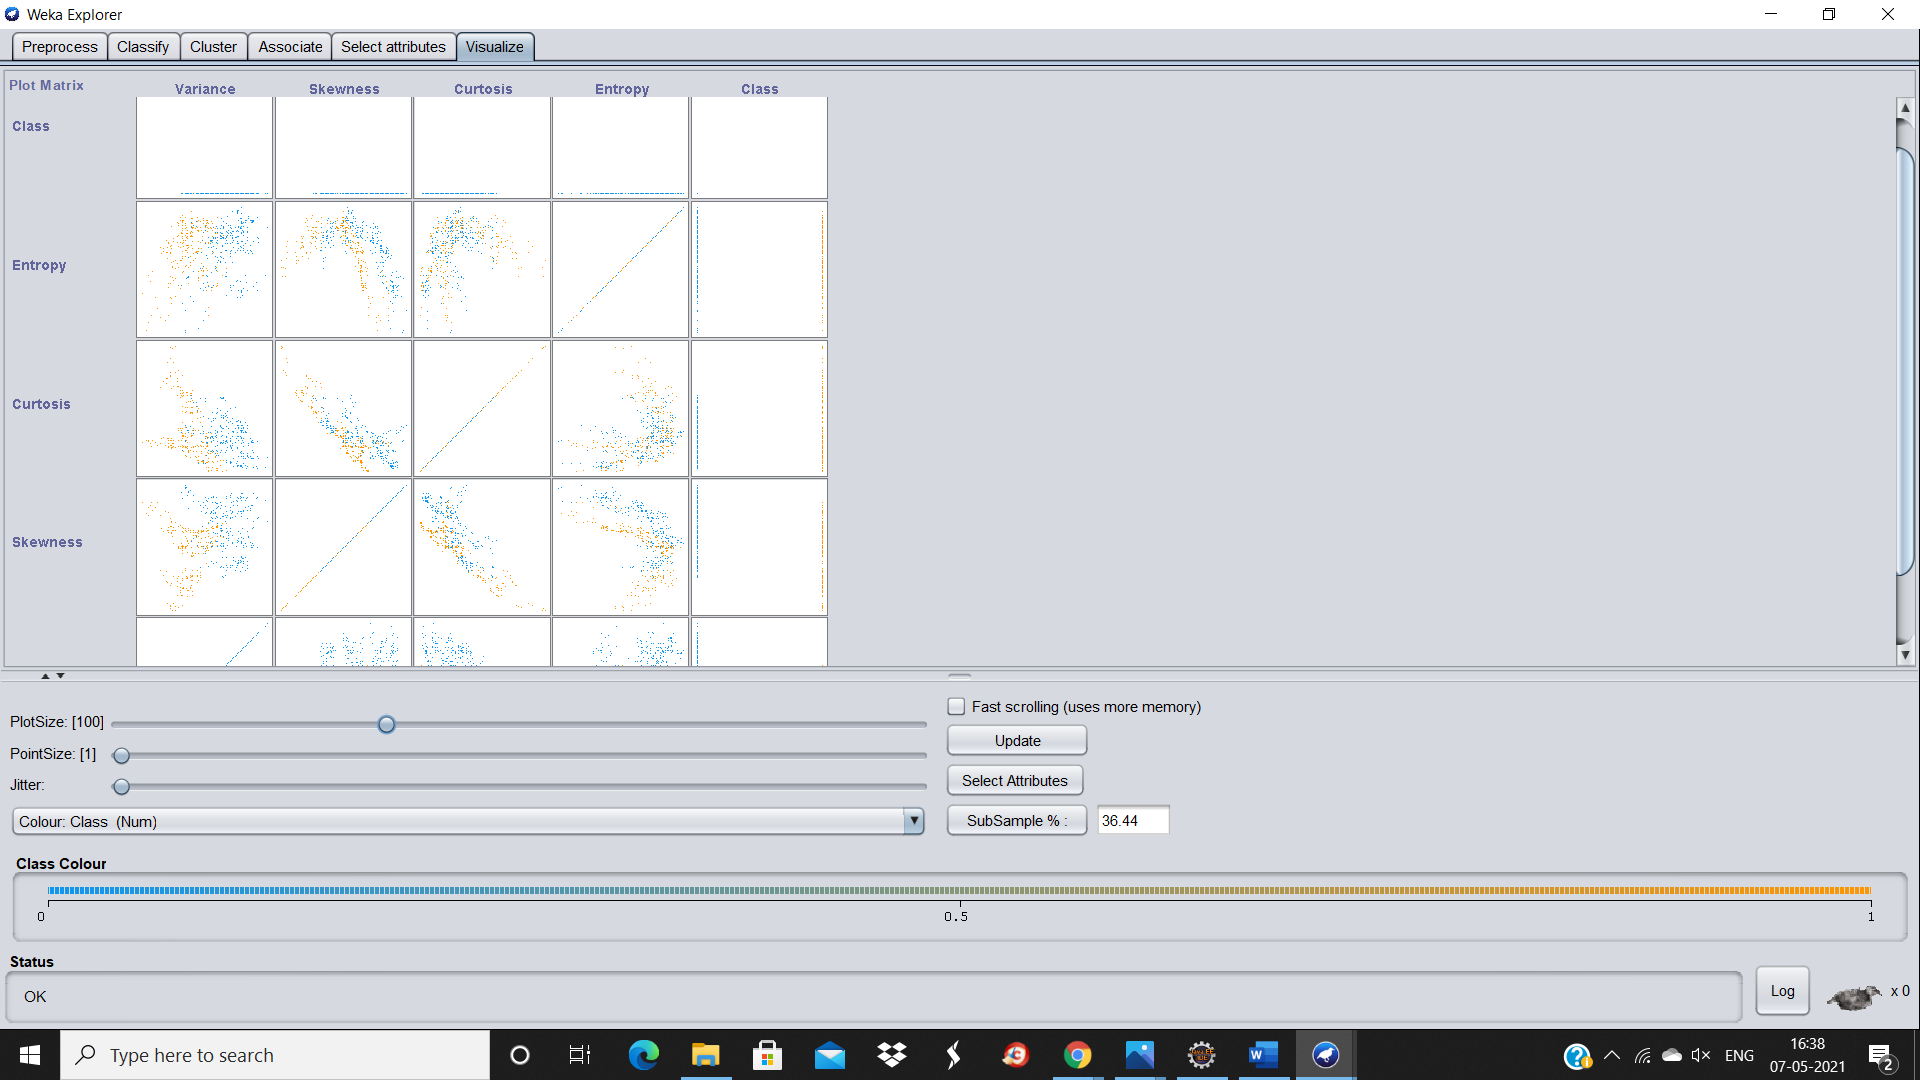 Weka Explorer
Preprocess Classify Cluster Associate Select attributes Visualize
Plot Matrix
Variance Skewness Curtosis Entropy Class
Class
Entropy
Curtosis
Skewness
PlotSize: [100]
PointSize: [1]
Jitter:
Colour: Class (Num)
Fast scrolling (uses more memory)
Update
Select Attributes
SubSample % : 36.44
Class Colour
0 0.5 1
Status
OK
Log
x 0
Type here to search
ENG
16:38
07-05-2021
2